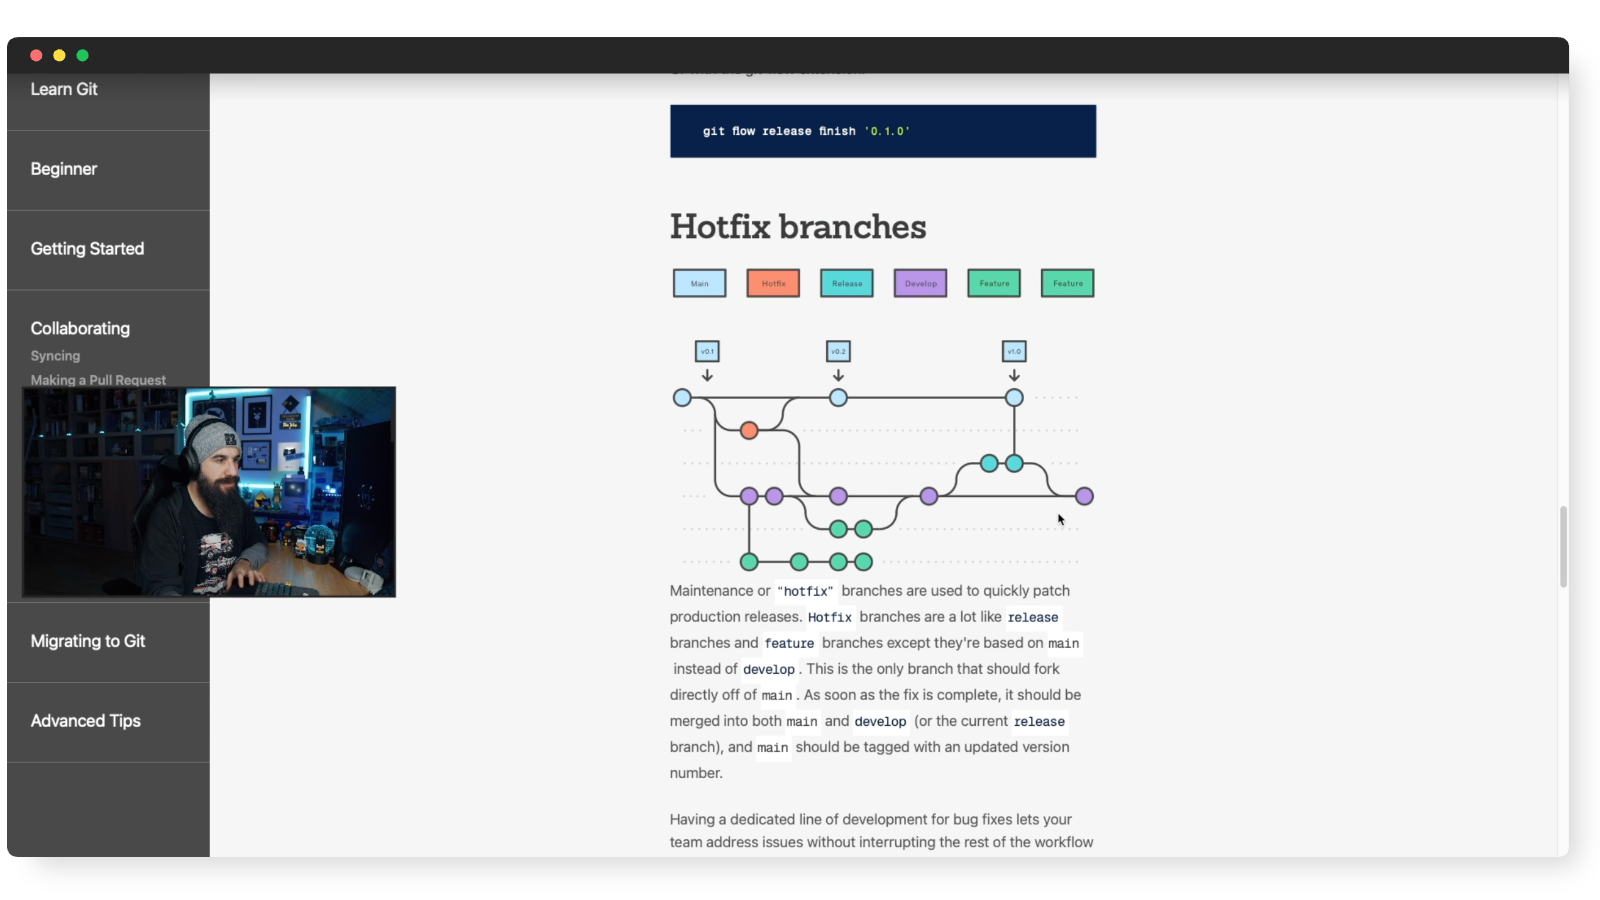 Learn Git
Beginner
Getting Started
Collaborating
Syncing
Making a Pull Request
Migrating to Git
Advanced Tips
git flow release finish '0.1.0'
Hotfix branches
Main Hotfix Release Develop Feature Feature
v0.1 v0.2 v1.0
Maintenance or “hotfix” branches are used to quickly patch
production releases. Hotfix branches are a lot like release
branches and feature branches except they're based on main
instead of develop. This is the only branch that should fork
directly off of main. As soon as the fix is complete, it should be
merged into both main and develop (or the current release
branch), and main should be tagged with an updated version
number.
Having a dedicated line of development for bug fixes lets your
team address issues without interrupting the rest of the workflow